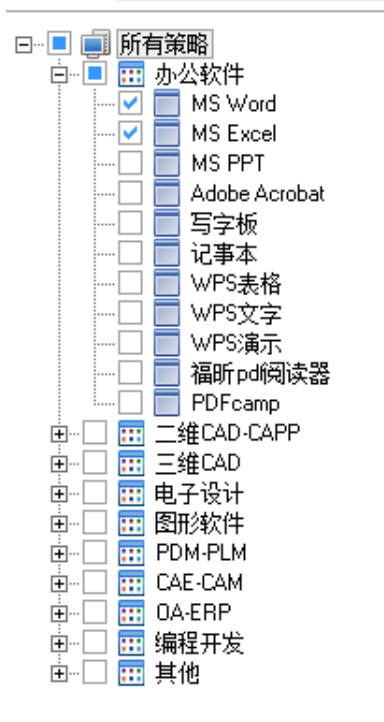 所有策略
办公软件
MS Word
MS Excel
MS PPT
Adobe Acrobat
写字板
记事本
WPS表格
WPS文字
WPS演示
福昕pdf阅读器
PDFcamp
二维CAD-CAPP
三维CAD
电子设计
图形软件
PDM-PLM
CAE-CAM
OA-ERP
编程开发
其他